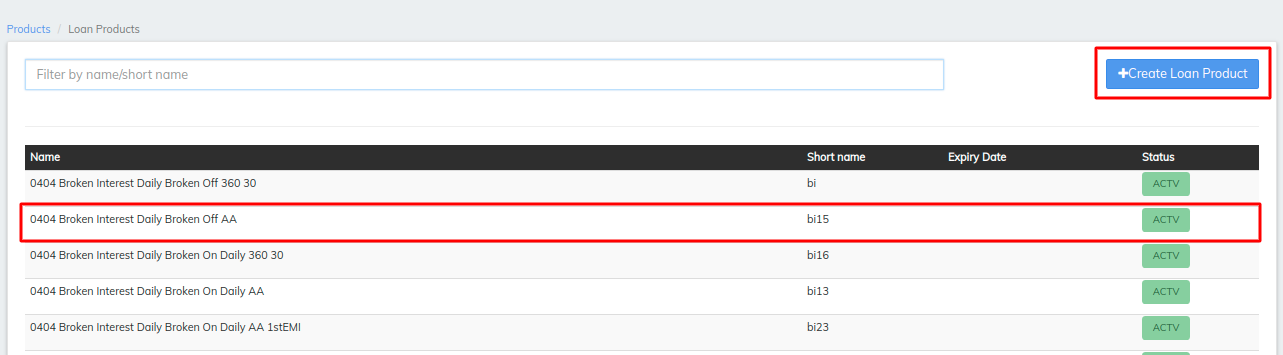 Products / Loan Products
Filter by name/short name
+Create Loan Product
Name Short name Expiry Date Status
0404 Broken Interest Daily Broken Off 360 30 bi ACTV
0404 Broken Interest Daily Broken Off AA bi15 ACTV
0404 Broken Interest Daily Broken On Daily 360 30 bi16 ACTV
0404 Broken Interest Daily Broken On Daily AA bi13 ACTV
0404 Broken Interest Daily Broken On Daily AA 1stEMI bi23 ACTV